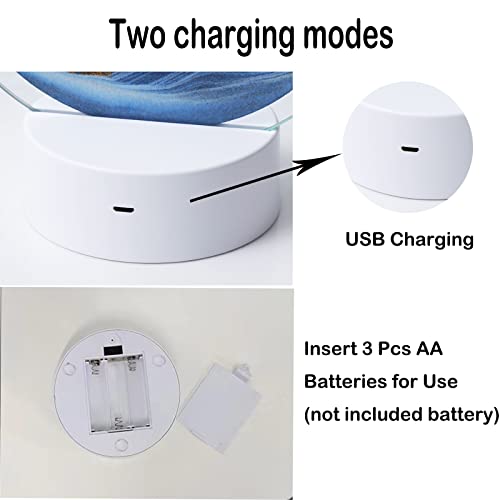 Two charging modes
USB Charging
Insert 3 Pcs AA
Batteries for Use
(not included battery)